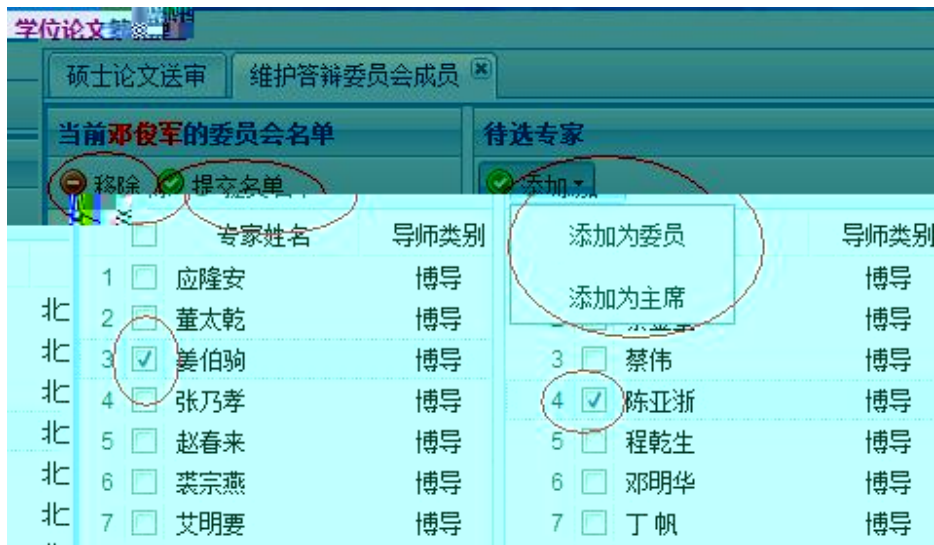 学位论文
硕士论文送审 维护答辩委员会成员
当前邓俊军的委员会名单 待选专家
移除 提交名单 添加
专家姓名 导师类别 添加为委员 导师类别
1 应隆安 博导 博导
添加为主席
北 2 董太乾 博导 博导
北 3 姜伯驹 博导 3 蔡伟 博导
北 4 张乃孝 博导 4 陈亚浙 博导
北 5 赵春来 博导 5 程乾生 博导
北 6 裘宗燕 博导 6 邓明华 博导
北 7 艾明要 博导 7 丁帆 博导